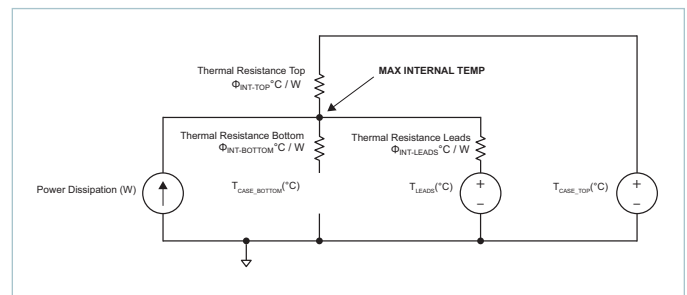 Thermal Resistance Top
ΦINT-TOP°C / W
MAX INTERNAL TEMP
Thermal Resistance Bottom
ΦINT-BOTTOM°C / W
Thermal Resistance Leads
ΦINT-LEADS°C / W
Power Dissipation (W)
TCASE_BOTTOM(°C)
TLEADS(°C)
TCASE_TOP(°C)
+
–
+
–